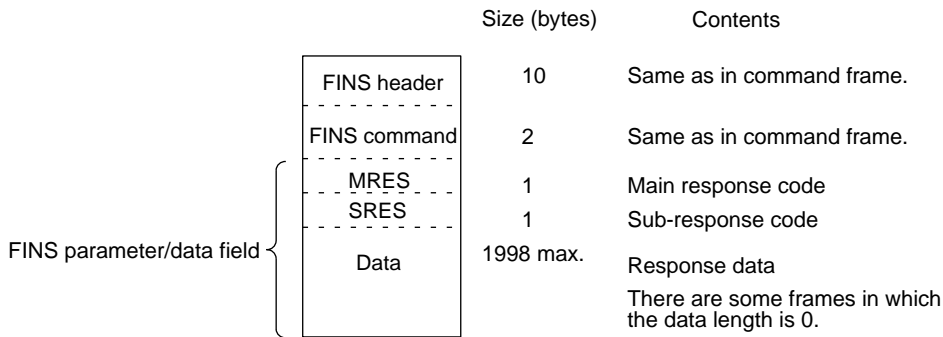 Size (bytes) Contents
FINS header 10 Same as in command frame.
FINS command 2 Same as in command frame.
MRES 1 Main response code
SRES 1 Sub-response code
FINS parameter/data field Data 1998 max. Response data
There are some frames in which
the data length is 0.